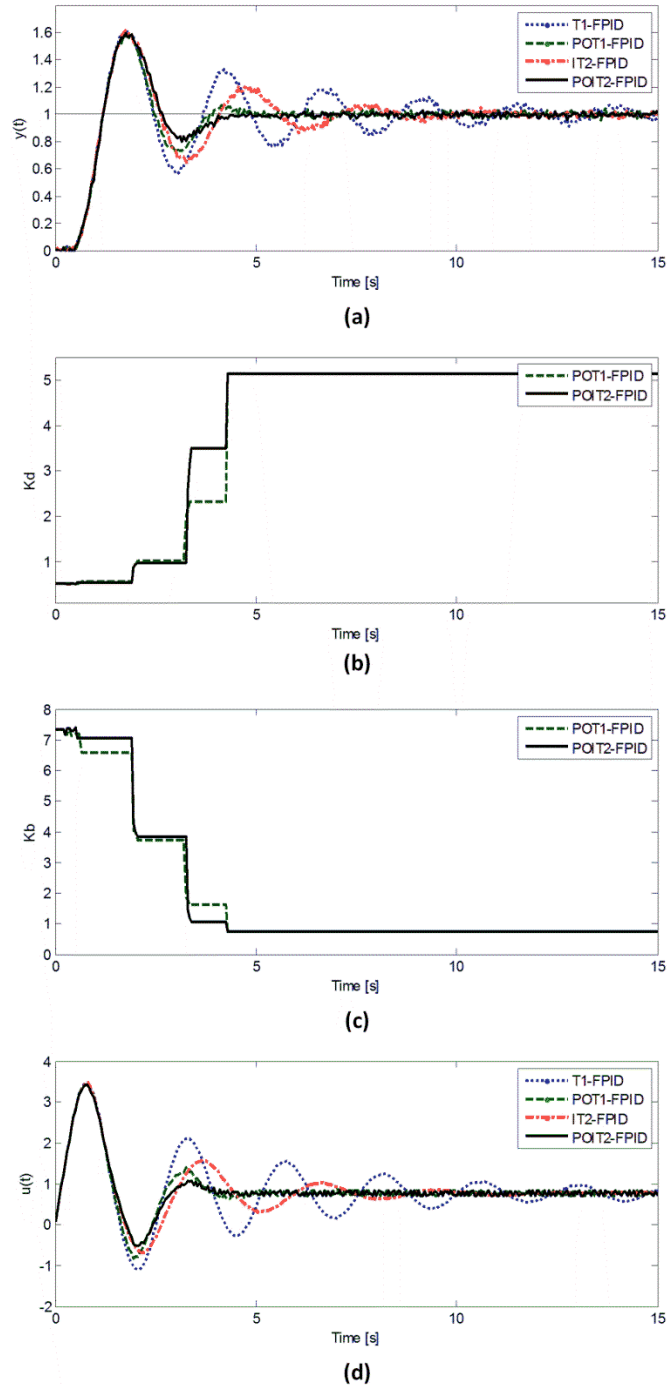 1.6
1.4
1.2
1
0.8
0.6
0.4
0.2
0
y(t)
T1-FPID
POT1-FPID
IT2-FPID
POIT2-FPID
0 5 10 15
Time [s]
(a)
5
4
3
2
1
Kd
POT1-FPID
POIT2-FPID
0 5 10 15
Time [s]
(b)
8
7
6
5
4
3
2
1
0
Kb
POT1-FPID
POIT2-FPID
0 5 10 15
Time [s]
(c)
4
3
2
1
0
-1
-2
u(t)
T1-FPID
POT1-FPID
IT2-FPID
POIT2-FPID
0 5 10 15
Time [s]
(d)